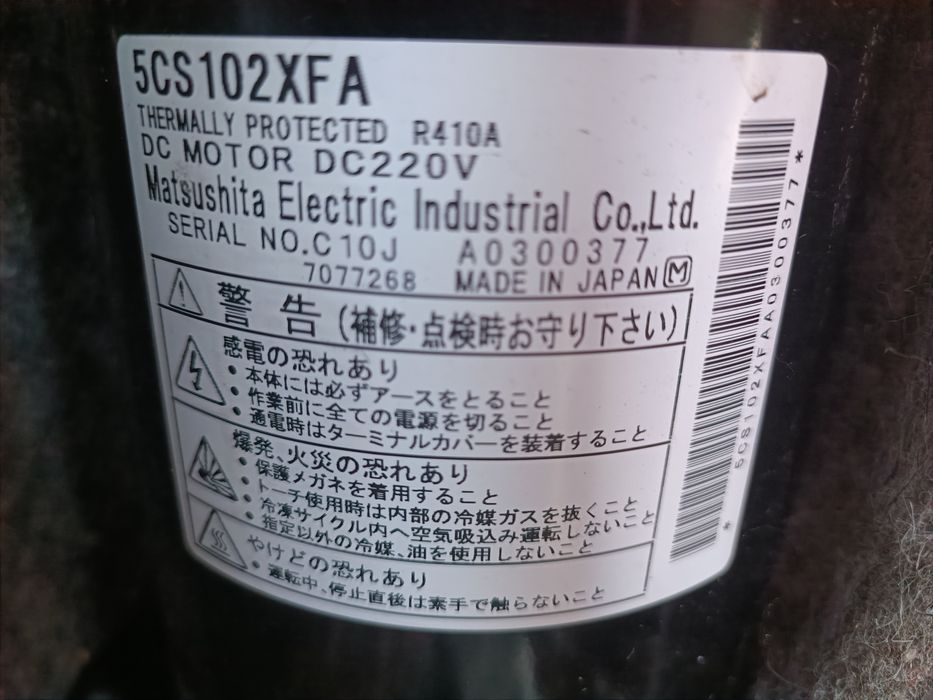 5CS102XFA
THERMALLY PROTECTED R410A
DC MOTOR DC220V
Matsushita Electric Industrial Co.,Ltd.
SERIAL NO.C10J A0300377
7077268 MADE IN JAPAN M
警告(補修・点検時お守り下さい)
感電の恐れあり
・本体には必ずアースをとること
・作業前に全ての電源を切ること
・通電時はターミナルカバーを装着すること
爆発、火災の恐れあり
・保護メガネを着用すること
・トーチ使用時は内部の冷媒ガスを抜くこと
・冷凍サイクル内へ空気吸込み運転しないこと
・指定以外の冷媒、油を使用しないこと
やけどの恐れあり
・運転中、停止直後は素手で触らないこと
*5CS102XFAA0300377*